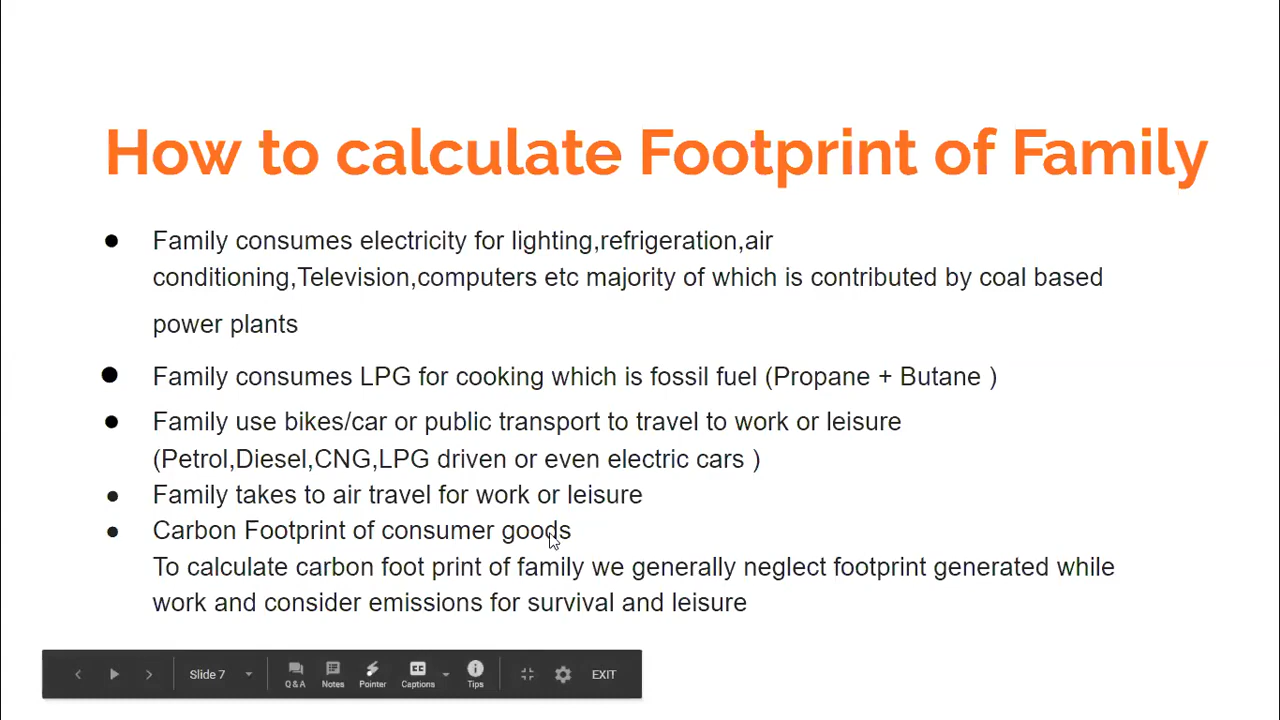 How to calculate Footprint of Family
● Family consumes electricity for lighting,refrigeration,air
conditioning,Television,computers etc majority of which is contributed by coal based
power plants
● Family consumes LPG for cooking which is fossil fuel (Propane + Butane )
● Family use bikes/car or public transport to travel to work or leisure
(Petrol,Diesel,CNG,LPG driven or even electric cars )
● Family takes to air travel for work or leisure
● Carbon Footprint of consumer goods
To calculate carbon foot print of family we generally neglect footprint generated while
work and consider emissions for survival and leisure
Slide 7 Q & A Notes Pointer Captions Tips EXIT